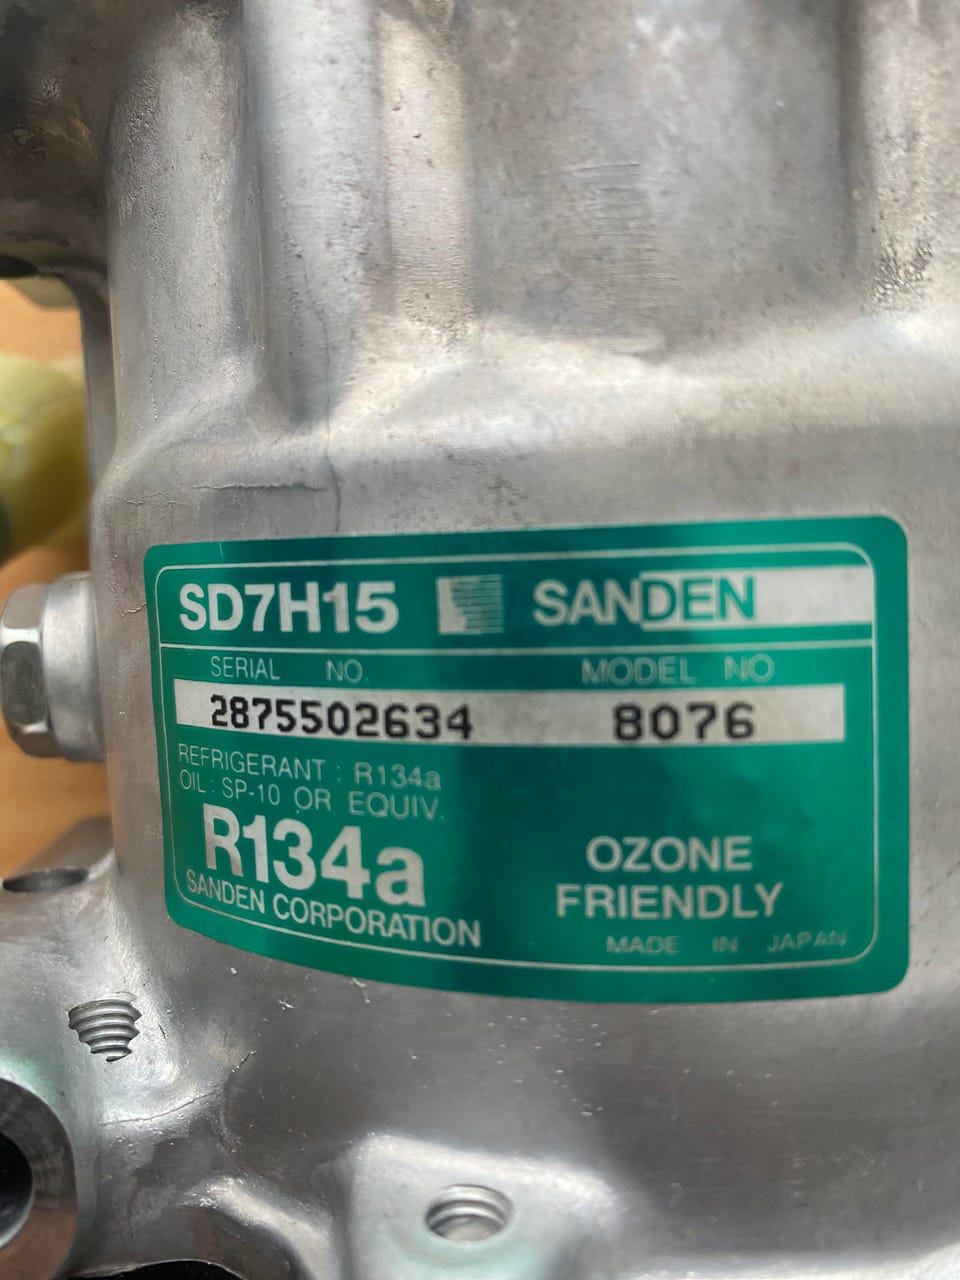 SD7H15 SANDEN
SERIAL NO. MODEL NO
2875502634 8076
REFRIGERANT : R134a
OIL : SP-10 OR EQUIV.
R134a
SANDEN CORPORATION
OZONE
FRIENDLY
MADE IN JAPAN